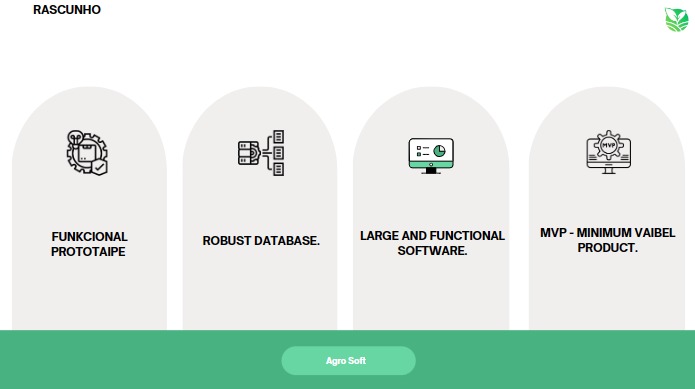 RASCUNHO
MVP
FUNKCIONAL
PROTOTAIPE
ROBUST DATABASE.
LARGE AND FUNCTIONAL
SOFTWARE.
MVP - MINIMUM VAIBEL
PRODUCT.
Agro Soft